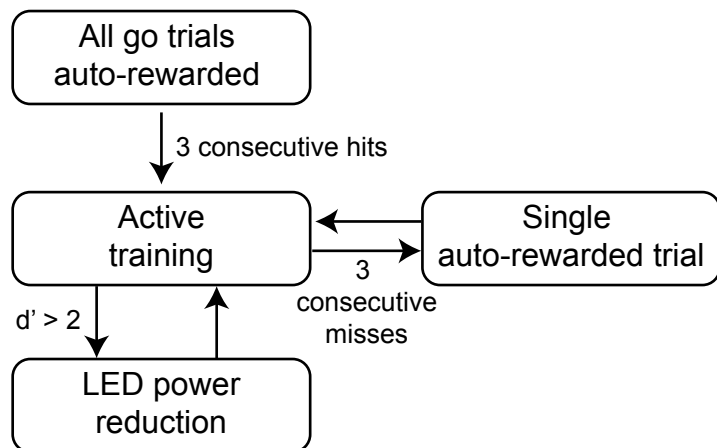 All go trials
auto-rewarded
3 consecutive hits
Active
training
Single
auto-rewarded trial
3
consecutive
misses
d' > 2
LED power
reduction